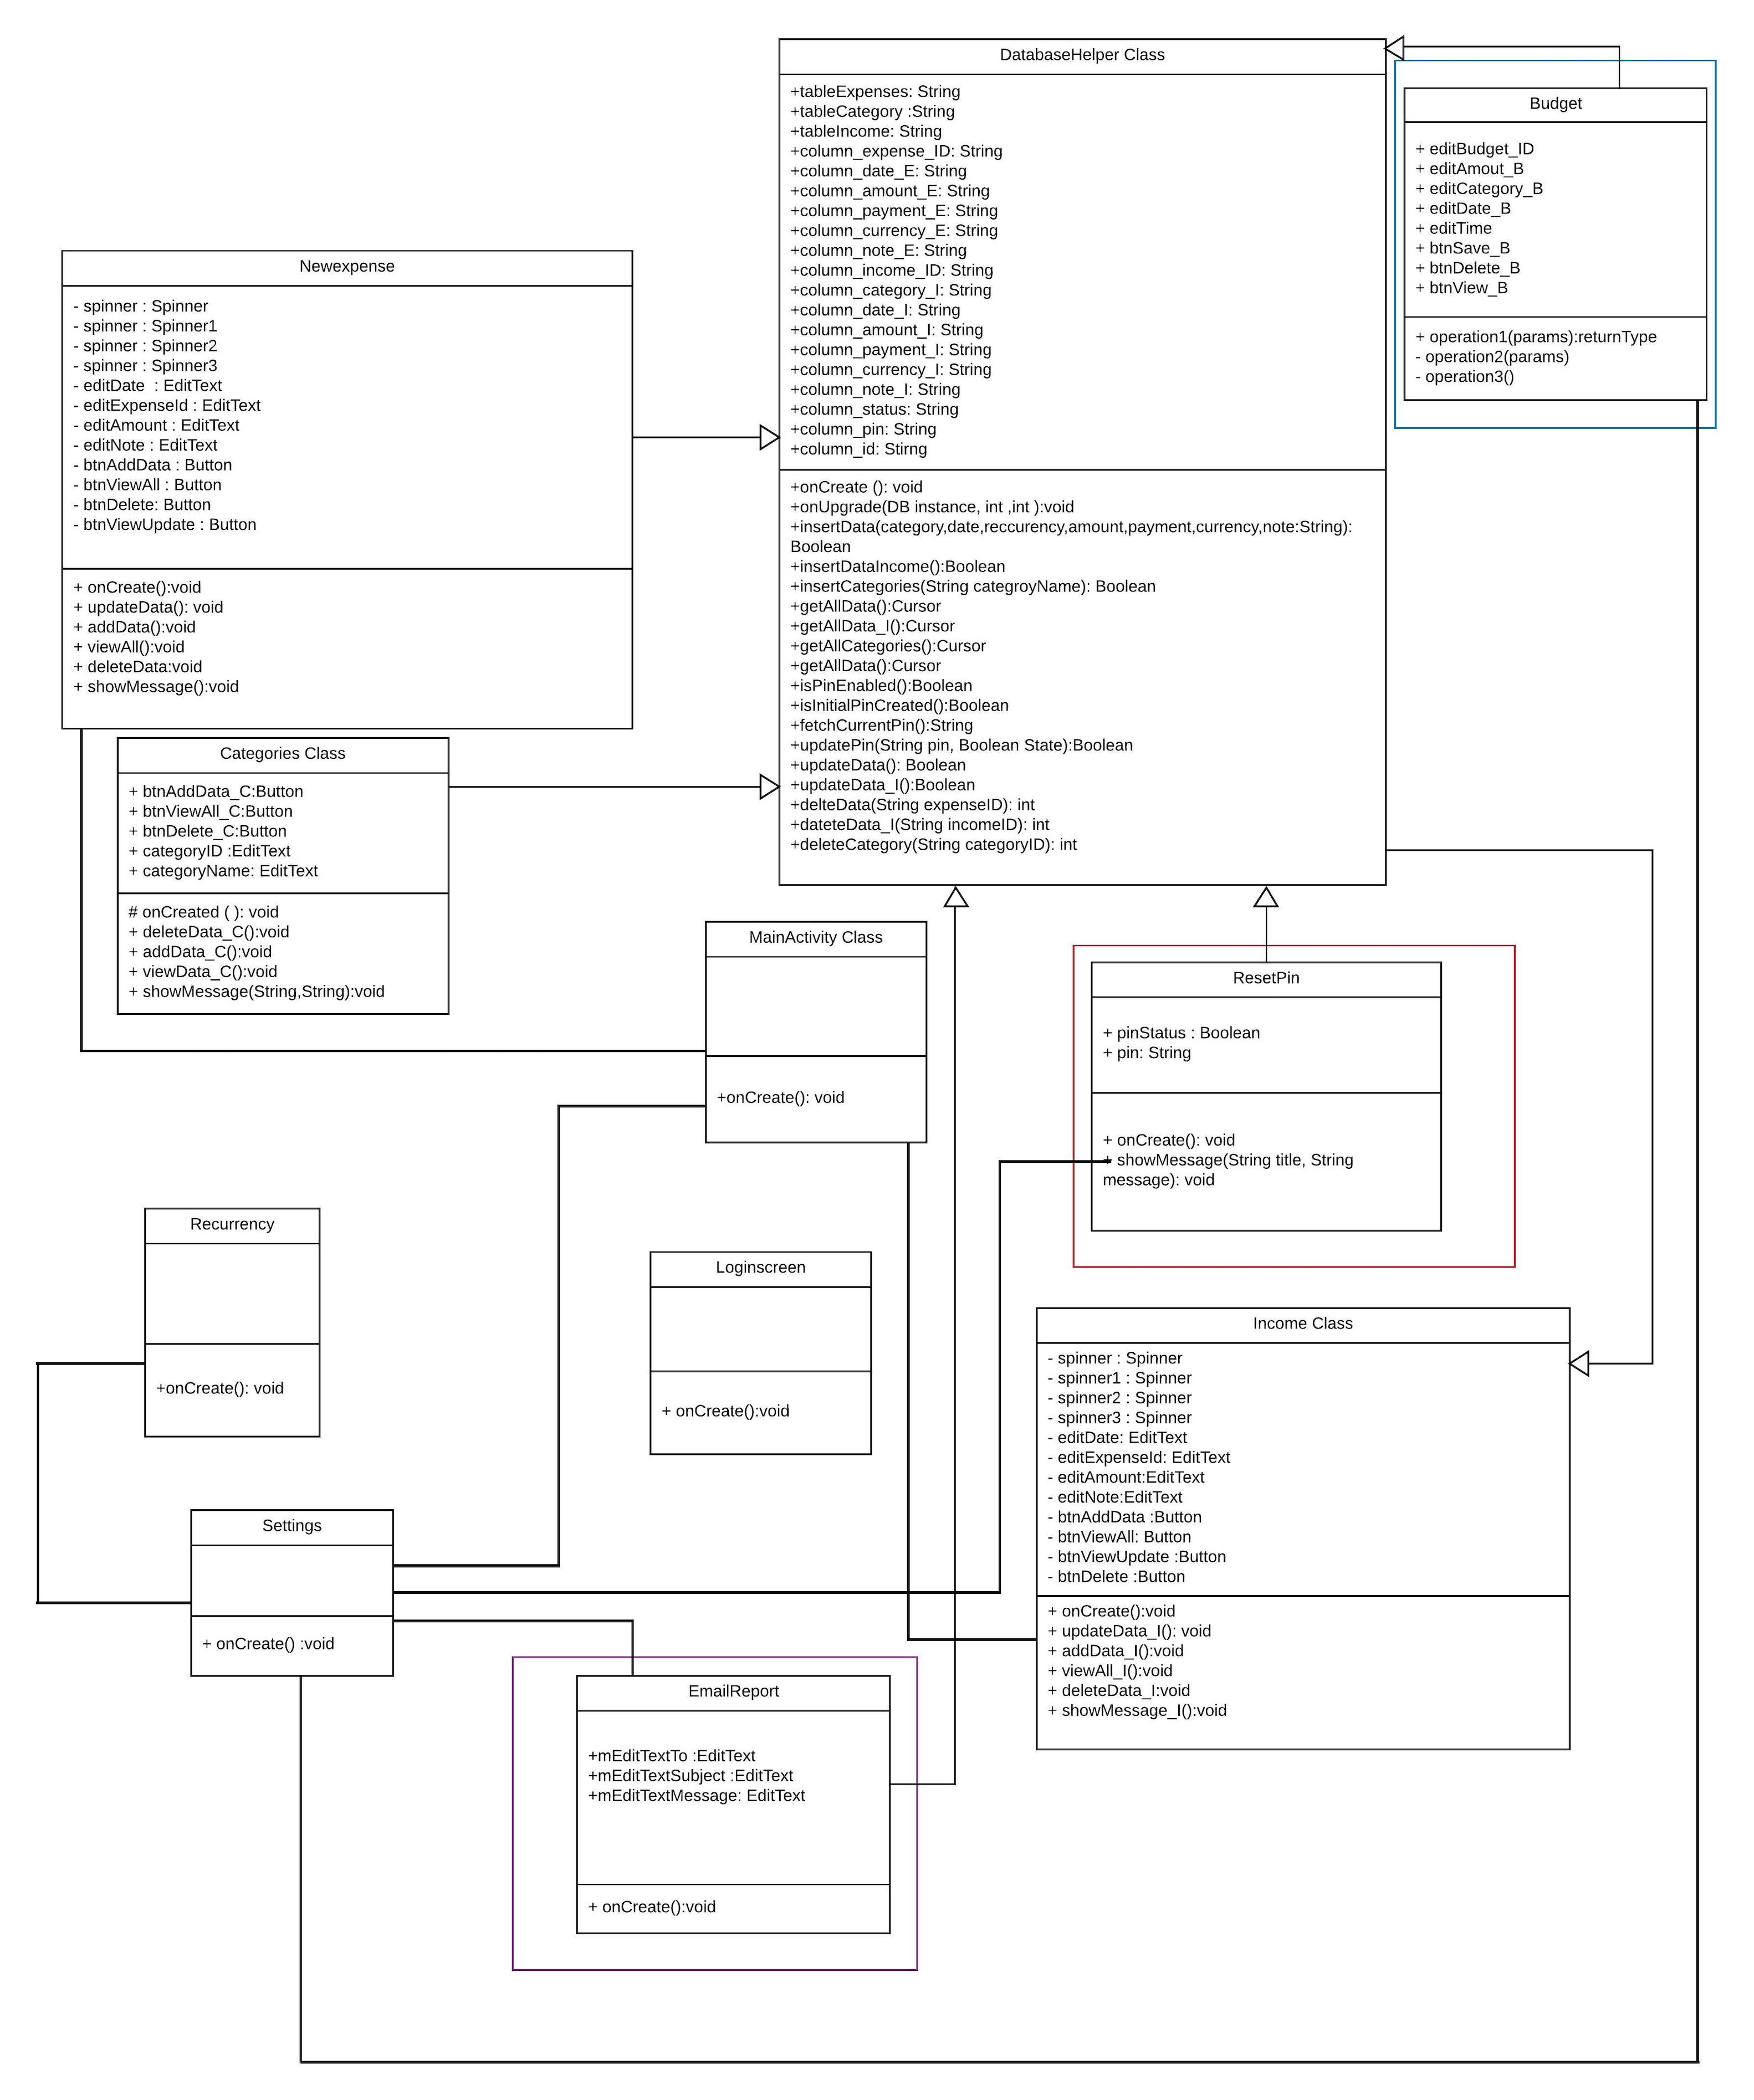 DatabaseHelper Class
+tableExpenses: String
+tableCategory :String
+tableIncome: String
+column_expense_ID: String
+column_date_E: String
+column_amount_E: String
+column_payment_E: String
+column_currency_E: String
+column_note_E: String
+column_income_ID: String
+column_category_I: String
+column_date_I: String
+column_amount_I: String
+column_payment_I: String
+column_currency_I: String
+column_note_I: String
+column_status: String
+column_pin: String
+column_id: Stirng
+onCreate (): void
+onUpgrade(DB instance, int ,int ):void
+insertData(category,date,reccurency,amount,payment,currency,note:String):
Boolean
+insertDataIncome():Boolean
+insertCategories(String categroyName): Boolean
+getAllData():Cursor
+getAllData_I():Cursor
+getAllCategories():Cursor
+getAllData():Cursor
+isPinEnabled():Boolean
+isInitialPinCreated():Boolean
+fetchCurrentPin():String
+updatePin(String pin, Boolean State):Boolean
+updateData(): Boolean
+updateData_I():Boolean
+delteData(String expenseID): int
+dateteData_I(String incomeID): int
+deleteCategory(String categoryID): int
Budget
+ editBudget_ID
+ editAmout_B
+ editCategory_B
+ editDate_B
+ editTime
+ btnSave_B
+ btnDelete_B
+ btnView_B
+ operation1(params):returnType
- operation2(params)
- operation3()
Newexpense
- spinner : Spinner
- spinner : Spinner1
- spinner : Spinner2
- spinner : Spinner3
- editDate  : EditText
- editExpenseId : EditText
- editAmount : EditText
- editNote : EditText
- btnAddData : Button
- btnViewAll : Button
- btnDelete: Button
- btnViewUpdate : Button
+ onCreate():void
+ updateData(): void
+ addData():void
+ viewAll():void
+ deleteData:void
+ showMessage():void
Categories Class
+ btnAddData_C:Button
+ btnViewAll_C:Button
+ btnDelete_C:Button
+ categoryID :EditText
+ categoryName: EditText
# onCreated ( ): void
+ deleteData_C():void
+ addData_C():void
+ viewData_C():void
+ showMessage(String,String):void
MainActivity Class
+onCreate(): void
ResetPin
+ pinStatus : Boolean
+ pin: String
+ onCreate(): void
+ showMessage(String title, String
message): void
Recurrency
+onCreate(): void
Loginscreen
+ onCreate():void
Income Class
- spinner : Spinner
- spinner1 : Spinner
- spinner2 : Spinner
- spinner3 : Spinner
- editDate: EditText
- editExpenseId: EditText
- editAmount:EditText
- editNote:EditText
- btnAddData :Button
- btnViewAll: Button
- btnViewUpdate :Button
- btnDelete :Button
+ onCreate():void
+ updateData_I(): void
+ addData_I():void
+ viewAll_I():void
+ deleteData_I:void
+ showMessage_I():void
Settings
+ onCreate() :void
EmailReport
+mEditTextTo :EditText
+mEditTextSubject :EditText
+mEditTextMessage: EditText
+ onCreate():void